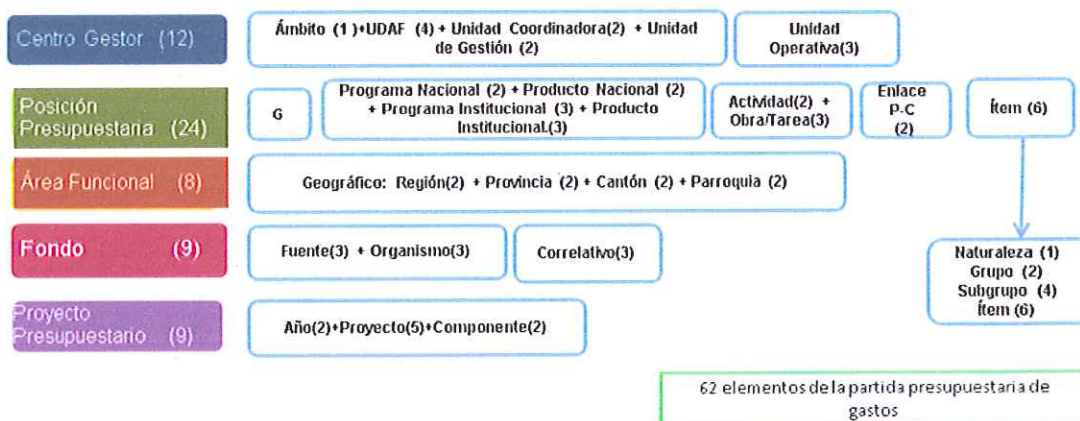 Centro Gestor (12)
Ámbito (1 )+UDAF (4) + Unidad Coordinadora(2) + Unidad
de Gestión (2)
Unidad
Operativa(3)
Posición
Presupuestaria (24)
G
Programa Nacional (2) + Producto Nacional (2)
+ Programa Institucional (3) + Producto
Institucional.(3)
Actividad(2) +
Obra/Tarea(3)
Enlace
P-C
(2)
Ítem (6)
Área Funcional (8)
Geográfico: Región(2) + Provincia (2) + Cantón (2) + Parroquia (2)
Fondo (9)
Fuente(3) + Organismo(3)
Correlativo(3)
Naturaleza (1)
Grupo (2)
Subgrupo (4)
Ítem (6)
Proyecto
Presupuestario (9)
Año(2)+Proyecto(5)+Componente(2)
62 elementos de la partida presupuestaria de
gastos